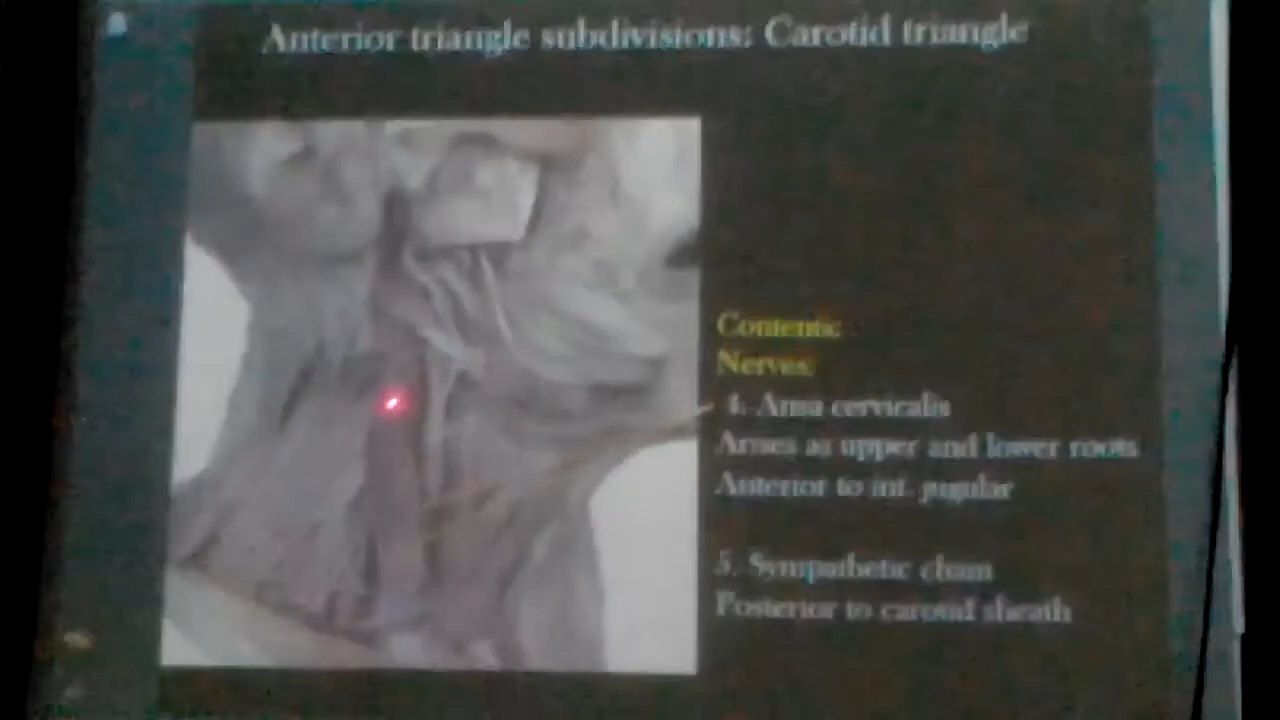 Anterior triangle subdivisions: Carotid triangle
Contents:
Nerves:
4. Ansa cervicalis
Arises as upper and lower roots
Anterior to int. jugular
5. Sympathetic chain
Posterior to carotid sheath